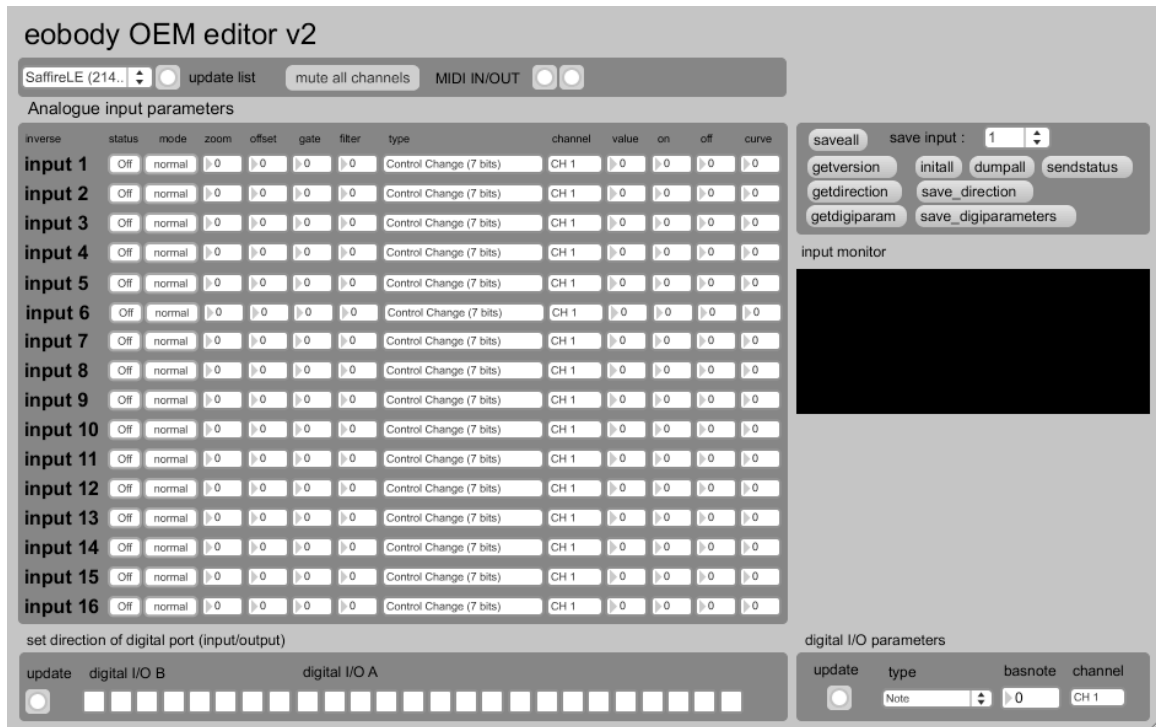 eobody OEM editor v2
SaffireLE (214.. update list mute all channels MIDI IN/OUT
Analogue input parameters
inverse status mode zoom offset gate filter type channel value on off curve
input 1 Off normal 0 0 0 0 Control Change (7 bits) CH 1 0 0 0 0
input 2 Off normal 0 0 0 0 Control Change (7 bits) CH 1 0 0 0 0
input 3 Off normal 0 0 0 0 Control Change (7 bits) CH 1 0 0 0 0
input 4 Off normal 0 0 0 0 Control Change (7 bits) CH 1 0 0 0 0
input 5 Off normal 0 0 0 0 Control Change (7 bits) CH 1 0 0 0 0
input 6 Off normal 0 0 0 0 Control Change (7 bits) CH 1 0 0 0 0
input 7 Off normal 0 0 0 0 Control Change (7 bits) CH 1 0 0 0 0
input 8 Off normal 0 0 0 0 Control Change (7 bits) CH 1 0 0 0 0
input 9 Off normal 0 0 0 0 Control Change (7 bits) CH 1 0 0 0 0
input 10 Off normal 0 0 0 0 Control Change (7 bits) CH 1 0 0 0 0
input 11 Off normal 0 0 0 0 Control Change (7 bits) CH 1 0 0 0 0
input 12 Off normal 0 0 0 0 Control Change (7 bits) CH 1 0 0 0 0
input 13 Off normal 0 0 0 0 Control Change (7 bits) CH 1 0 0 0 0
input 14 Off normal 0 0 0 0 Control Change (7 bits) CH 1 0 0 0 0
input 15 Off normal 0 0 0 0 Control Change (7 bits) CH 1 0 0 0 0
input 16 Off normal 0 0 0 0 Control Change (7 bits) CH 1 0 0 0 0
saveall save input : 1
getversion initall dumpall sendstatus
getdirection save_direction
getdigiparam save_digiparameters
input monitor
set direction of digital port (input/output)
update digital I/O B digital I/O A
digital I/O parameters
update type basnote channel
Note 0 CH 1